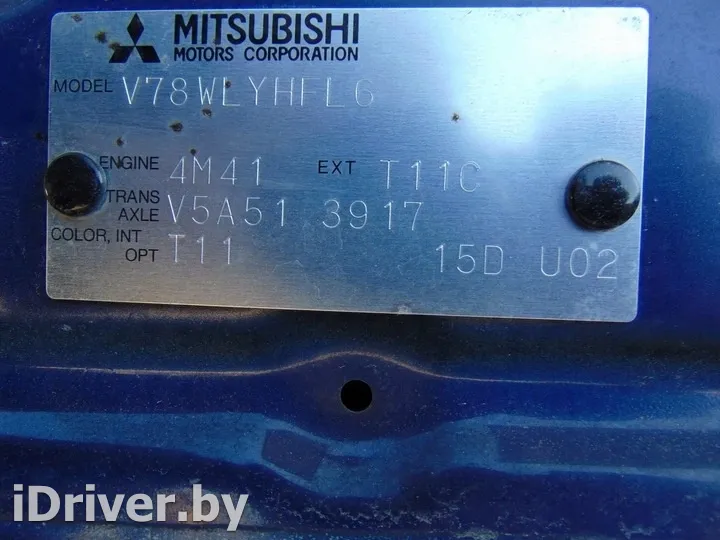 MITSUBISHI
MOTORS CORPORATION
MODEL V78WLYHFL6
ENGINE 4M41 EXT T11C
TRANS AXLE V5A51 3917
COLOR, INT OPT T11 15D U02
iDriver.by